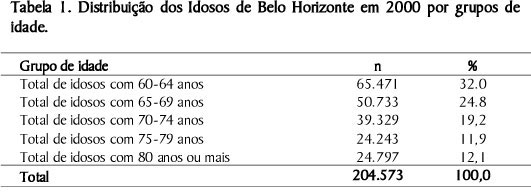 Tabela 1. Distribuição dos Idosos de Belo Horizonte em 2000 por grupos de
idade.
Grupo de idade n %
Total de idosos com 60-64 anos 65.471 32.0
Total de idosos com 65-69 anos 50.733 24.8
Total de idosos com 70-74 anos 39.329 19,2
Total de idosos com 75-79 anos 24.243 11,9
Total de idosos com 80 anos ou mais 24.797 12,1
Total 204.573 100,0